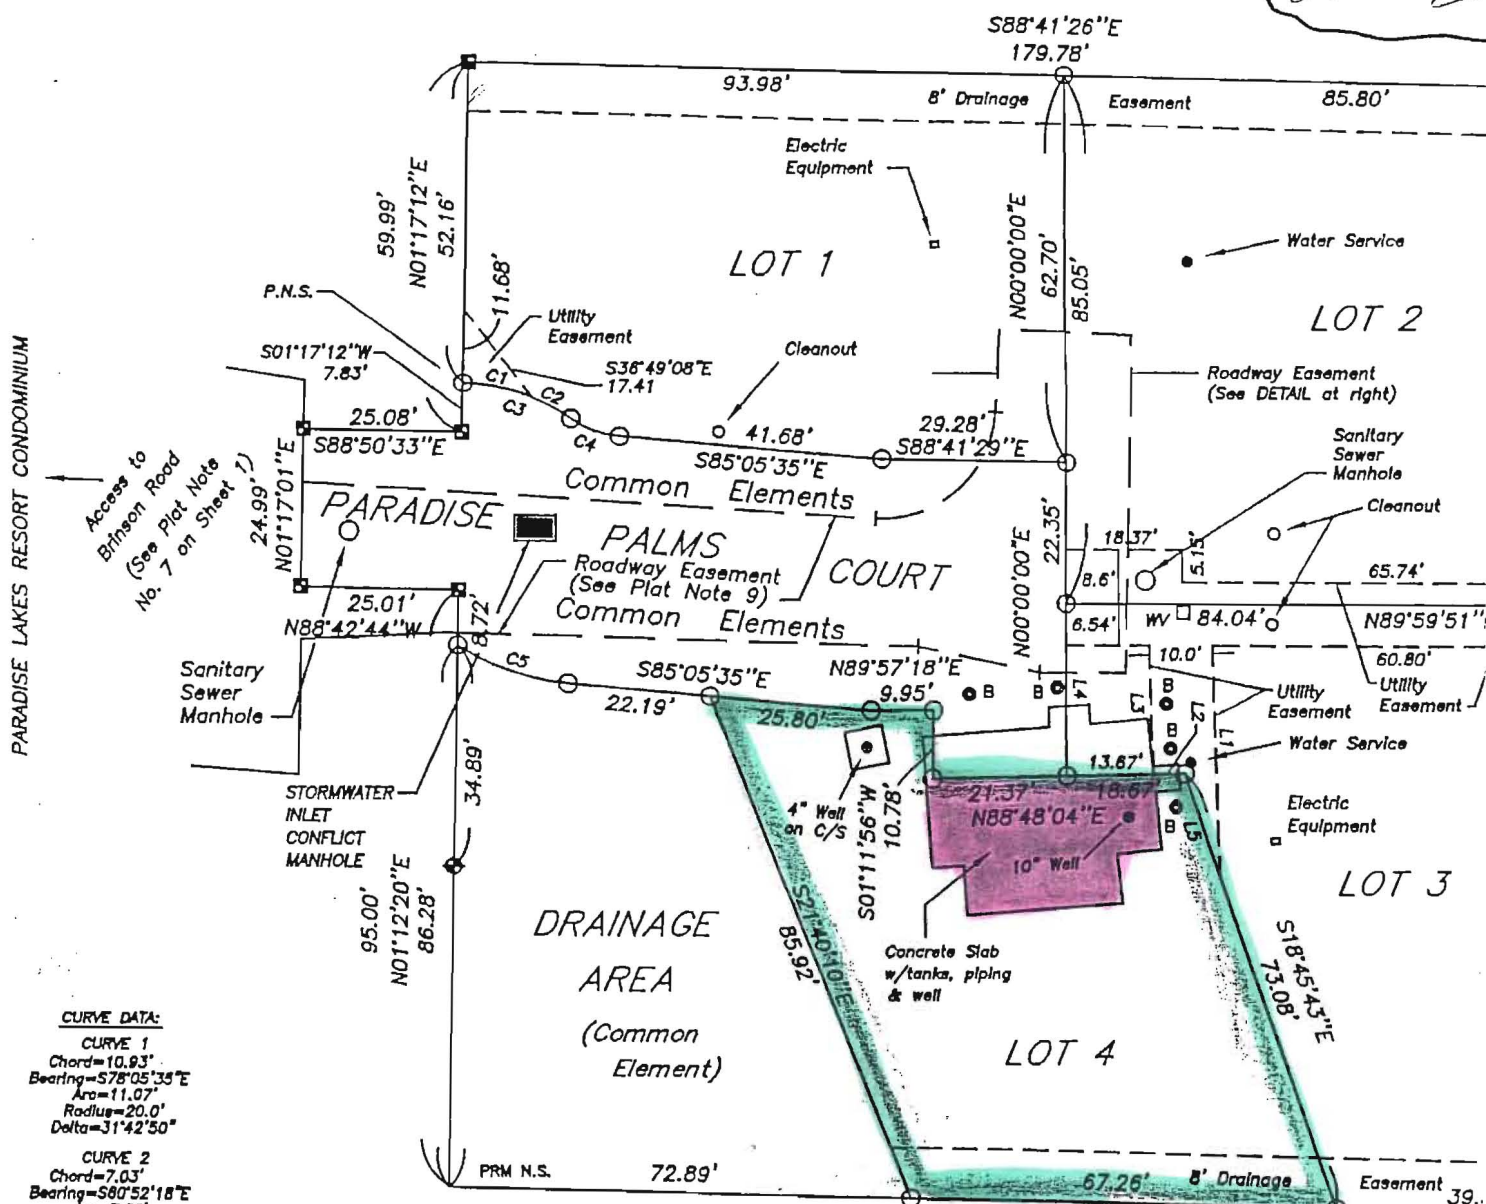 S88°41'26"E
179.78'
93.98'
8' Drainage Easement
85.80'
59.99'
N01°17'12"E
52.16'
11.68'
Electric
Equipment
LOT 1
N00°00'00"E
62.70'
85.05'
Water Service
LOT 2
P.N.S.
Utility
Easement
S01°17'12"W
7.83'
C1
C2
C3
C4
S36°49'08"E
17.41
Cleanout
Roadway Easement
(See DETAIL at right)
25.08'
S88°50'33"E
41.68'
S85°05'35"E
29.28'
S88°41'29"E
Sanitary
Sewer
Manhole
Cleanout
PARADISE LAKES RESORT CONDOMINIUM
Access to
Brinson Road
(See Plat Note
No. 7 on Sheet 1)
24.99'
N01°17'01"E
Common Elements
PARADISE PALMS COURT
Roadway Easement
(See Plat Note 9)
Common Elements
22.35'
N00°00'00"E
18.37'
5.15'
8.6'
65.74'
6.54'
WV
84.04'
N89°59'51"
25.01'
N88°42'44"W
8.72'
C5
S85°05'35"E
22.19'
N89°57'18"E
9.95'
25.80'
B
B
L4
10.0'
L3
B
B
L2
L1
60.80'
Utility
Easement
Utility
Easement
Water Service
Sanitary
Sewer
Manhole
STORMWATER
INLET
CONFLICT
MANHOLE
34.89'
4" Well
on C/S
S01°11'56"W
10.78'
13.67'
21.37'
18.67'
N88°48'04"E
10" Well
B
L5
Electric
Equipment
LOT 3
95.00'
N01°12'20"E
86.28'
DRAINAGE
AREA
(Common
Element)
S21°40'10"E
85.92'
Concrete Slab
w/tanks, piping
& well
S18°45'43"E
73.08'
LOT 4
CURVE DATA:
CURVE 1
Chord=10.93'
Bearing=S78°05'35"E
Arc=11.07'
Radius=20.0'
Delta=31°42'50"
CURVE 2
Chord=7.03'
Bearing=S80°52'18"E
PRM N.S.
72.89'
67.26'
8' Drainage Easement
39.